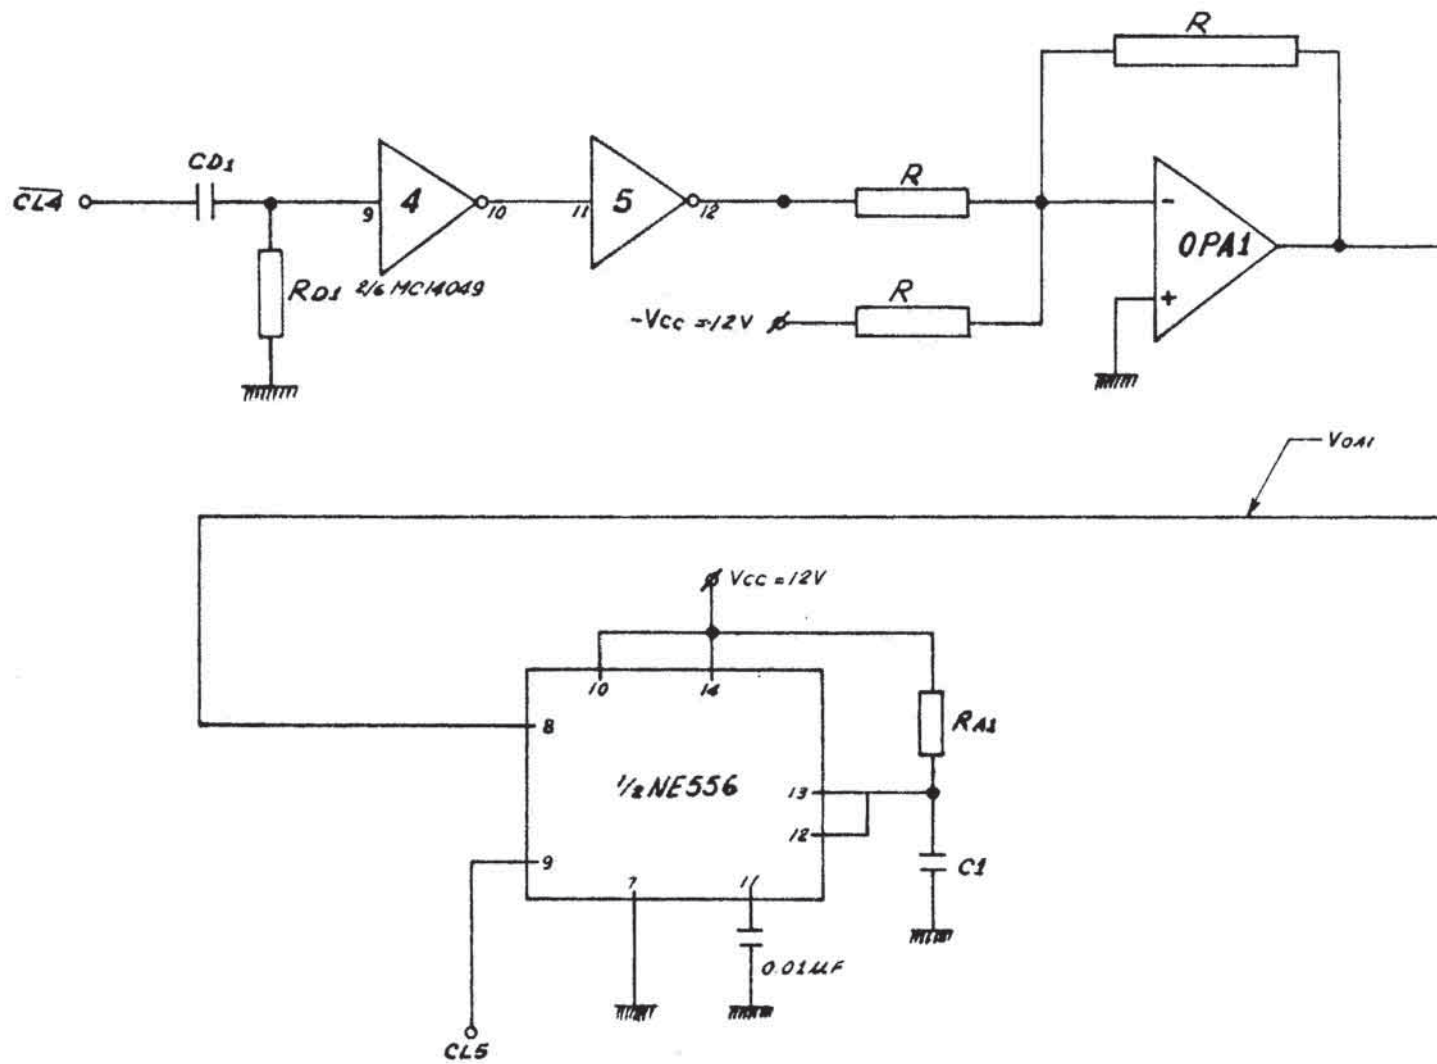 R
CD1
CL4
9
4
10
11
5
12
R
-
OPA1
+
RD1
2/6 MC14049
R
-Vcc = -12V
VOA1
Vcc = 12V
10
14
8
RA1
1/2 NE556
13
12
9
7
11
C1
0.01µF
CL5